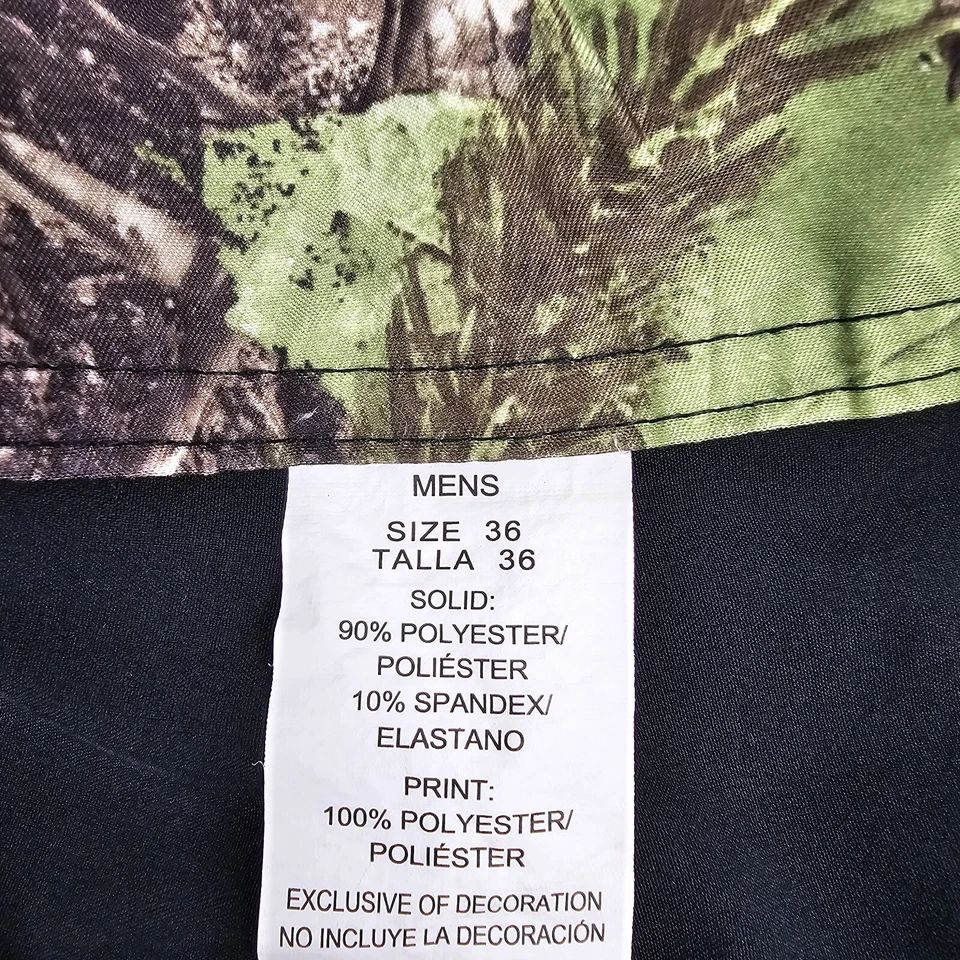 MENS
SIZE 36
TALLA 36
SOLID:
90% POLYESTER/
POLIÉSTER
10% SPANDEX/
ELASTANO
PRINT:
100% POLYESTER/
POLIÉSTER
EXCLUSIVE OF DECORATION
NO INCLUYE LA DECORACIÓN